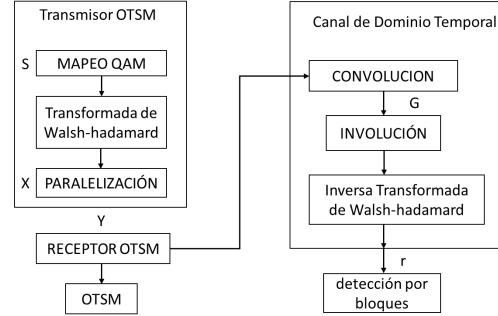 Transmisor OTSM
S
MAPEO QAM
Transformada de
Walsh-hadamard
X
PARALELIZACIÓN
Y
RECEPTOR OTSM
OTSM
Canal de Dominio Temporal
CONVOLUCION
G
INVOLUCIÓN
Inversa Transformada
de Walsh-hadamard
r
detección por
bloques